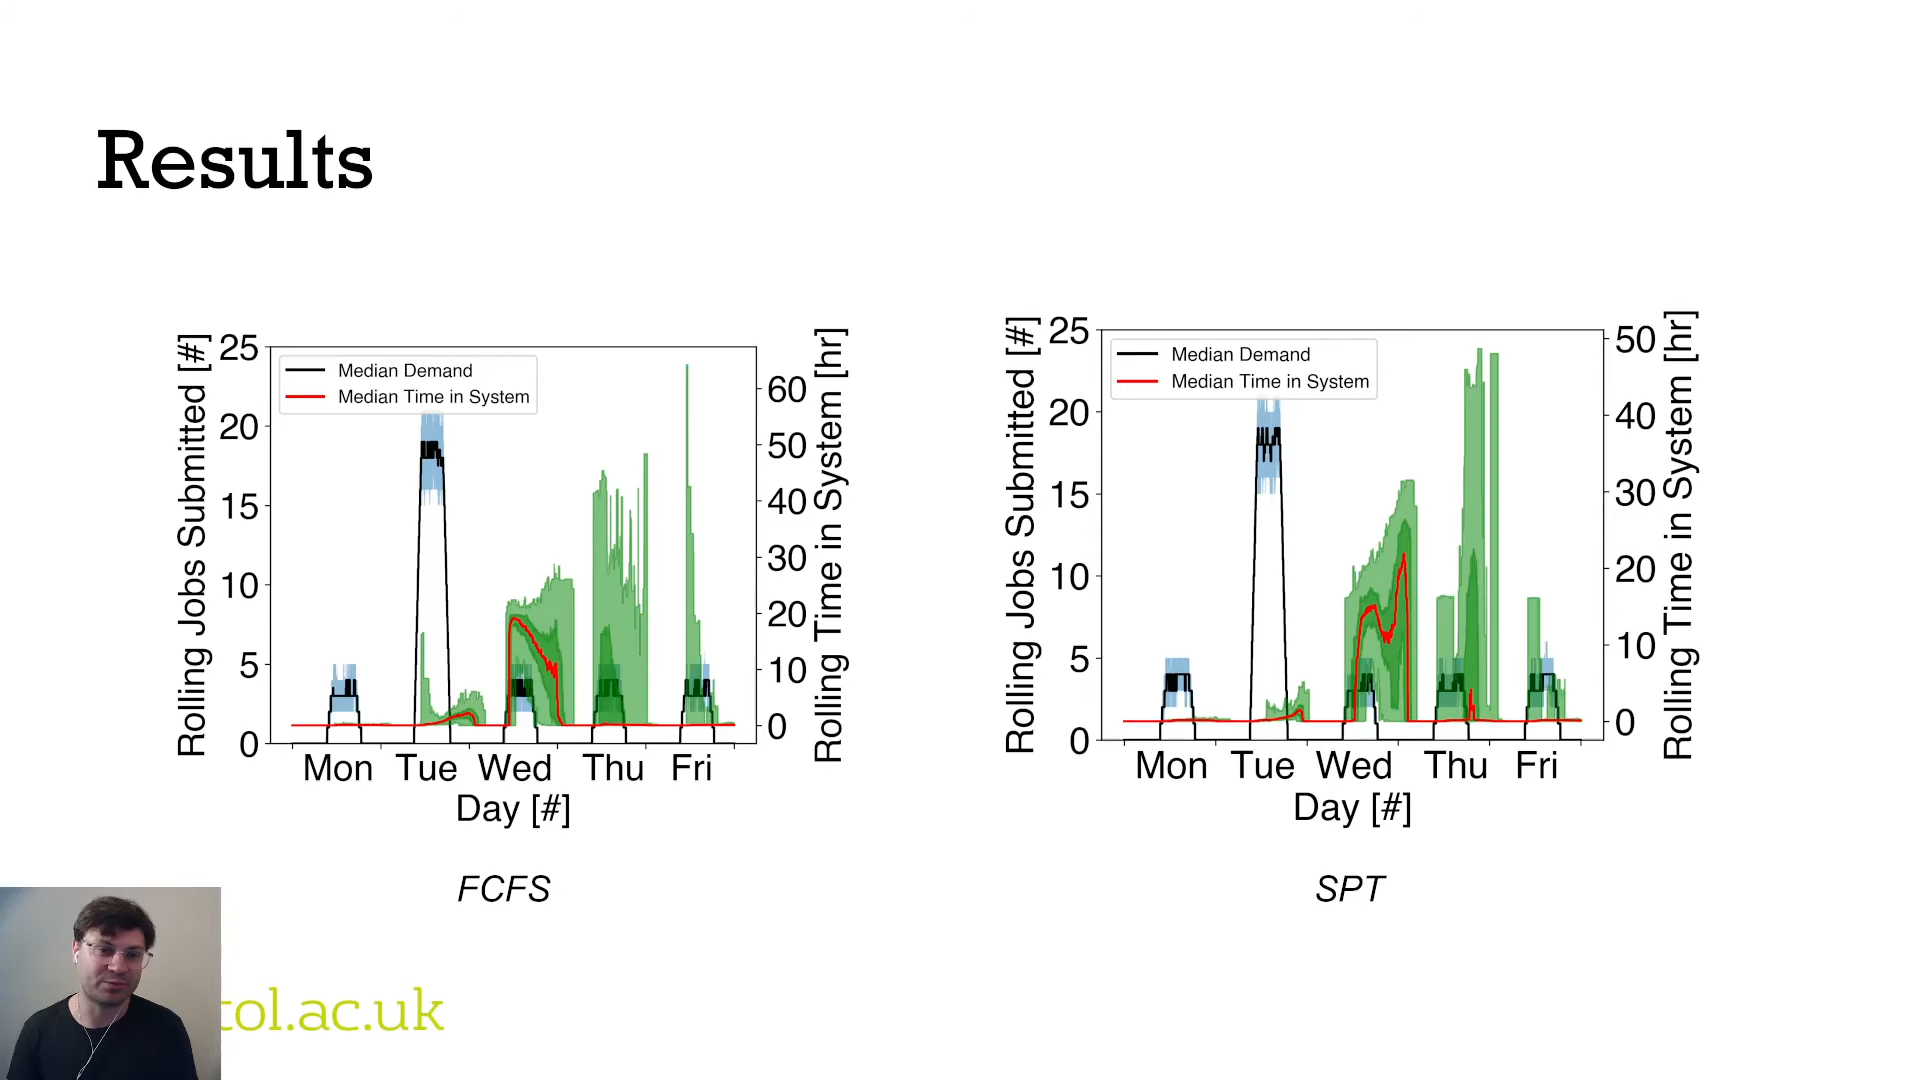 Results
Rolling Jobs Submitted [#]
25
20
15
10
5
0
Median Demand
Median Time in System
60
50
40
30
20
10
0
Rolling Time in System [hr]
Mon Tue Wed Thu Fri
Day [#]
FCFS
Rolling Jobs Submitted [#]
25
20
15
10
5
0
Median Demand
Median Time in System
50
40
30
20
10
0
Rolling Time in System [hr]
Mon Tue Wed Thu Fri
Day [#]
SPT
tol.ac.uk